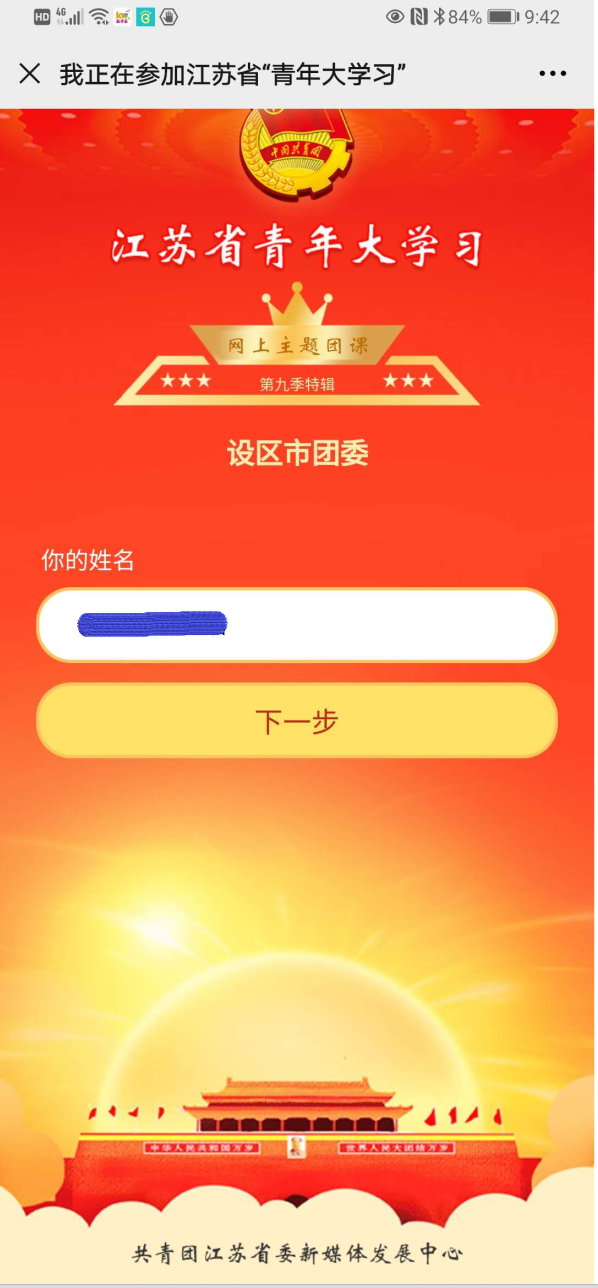 HD 4G 84% 9:42
我正在参加江苏省“青年大学习”
中国共青团
江苏省青年大学习
网上主题团课
第九季特辑
设区市团委
你的姓名
下一步
中华人民共和国万岁 世界人民大团结万岁
共青团江苏省委新媒体发展中心